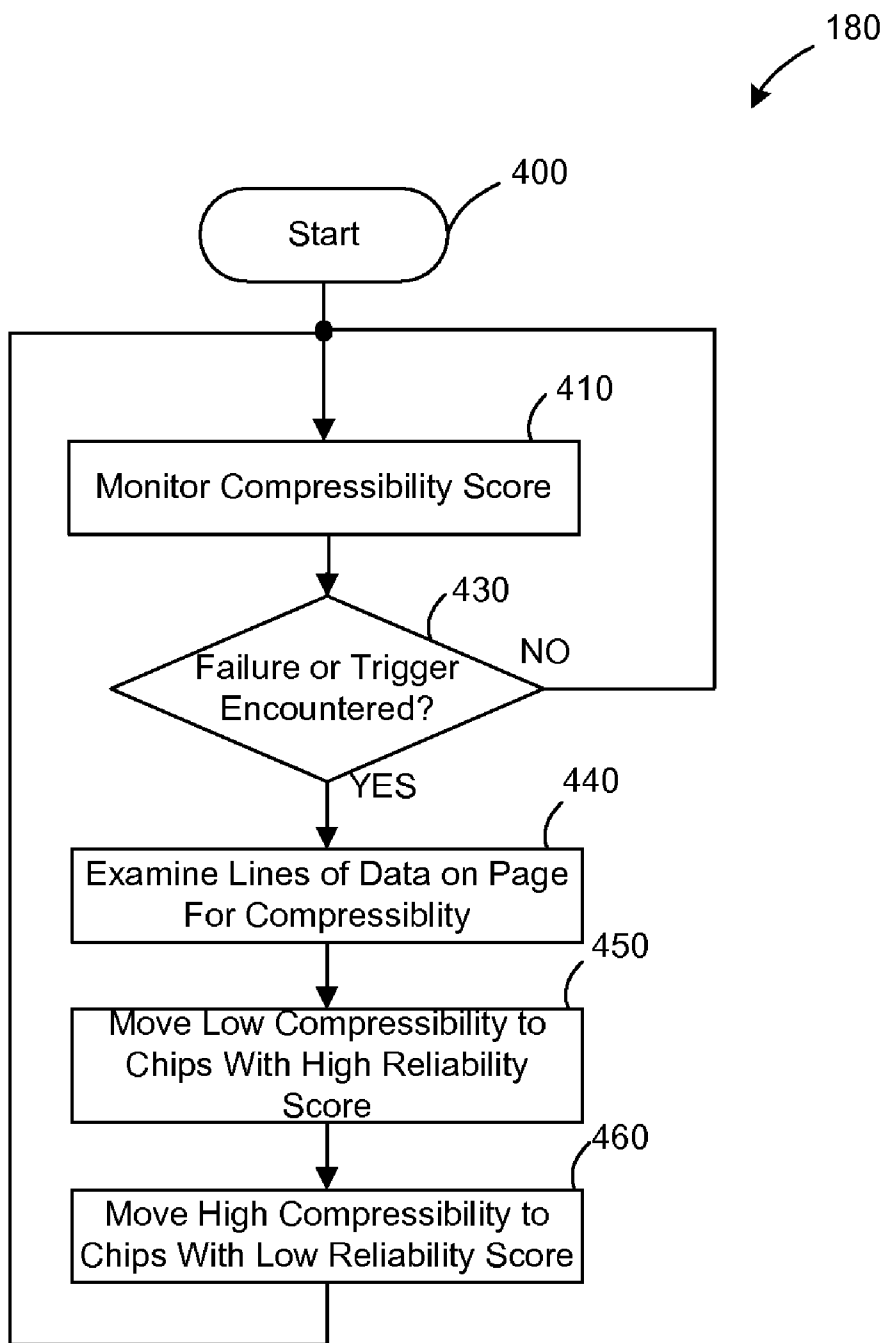 180
400
Start
410
Monitor Compressibility Score
430
Failure or Trigger
Encountered?
NO
YES
440
Examine Lines of Data on Page
For Compressiblity
450
Move Low Compressibility to
Chips With High Reliability
Score
460
Move High Compressibility to
Chips With Low Reliability Score